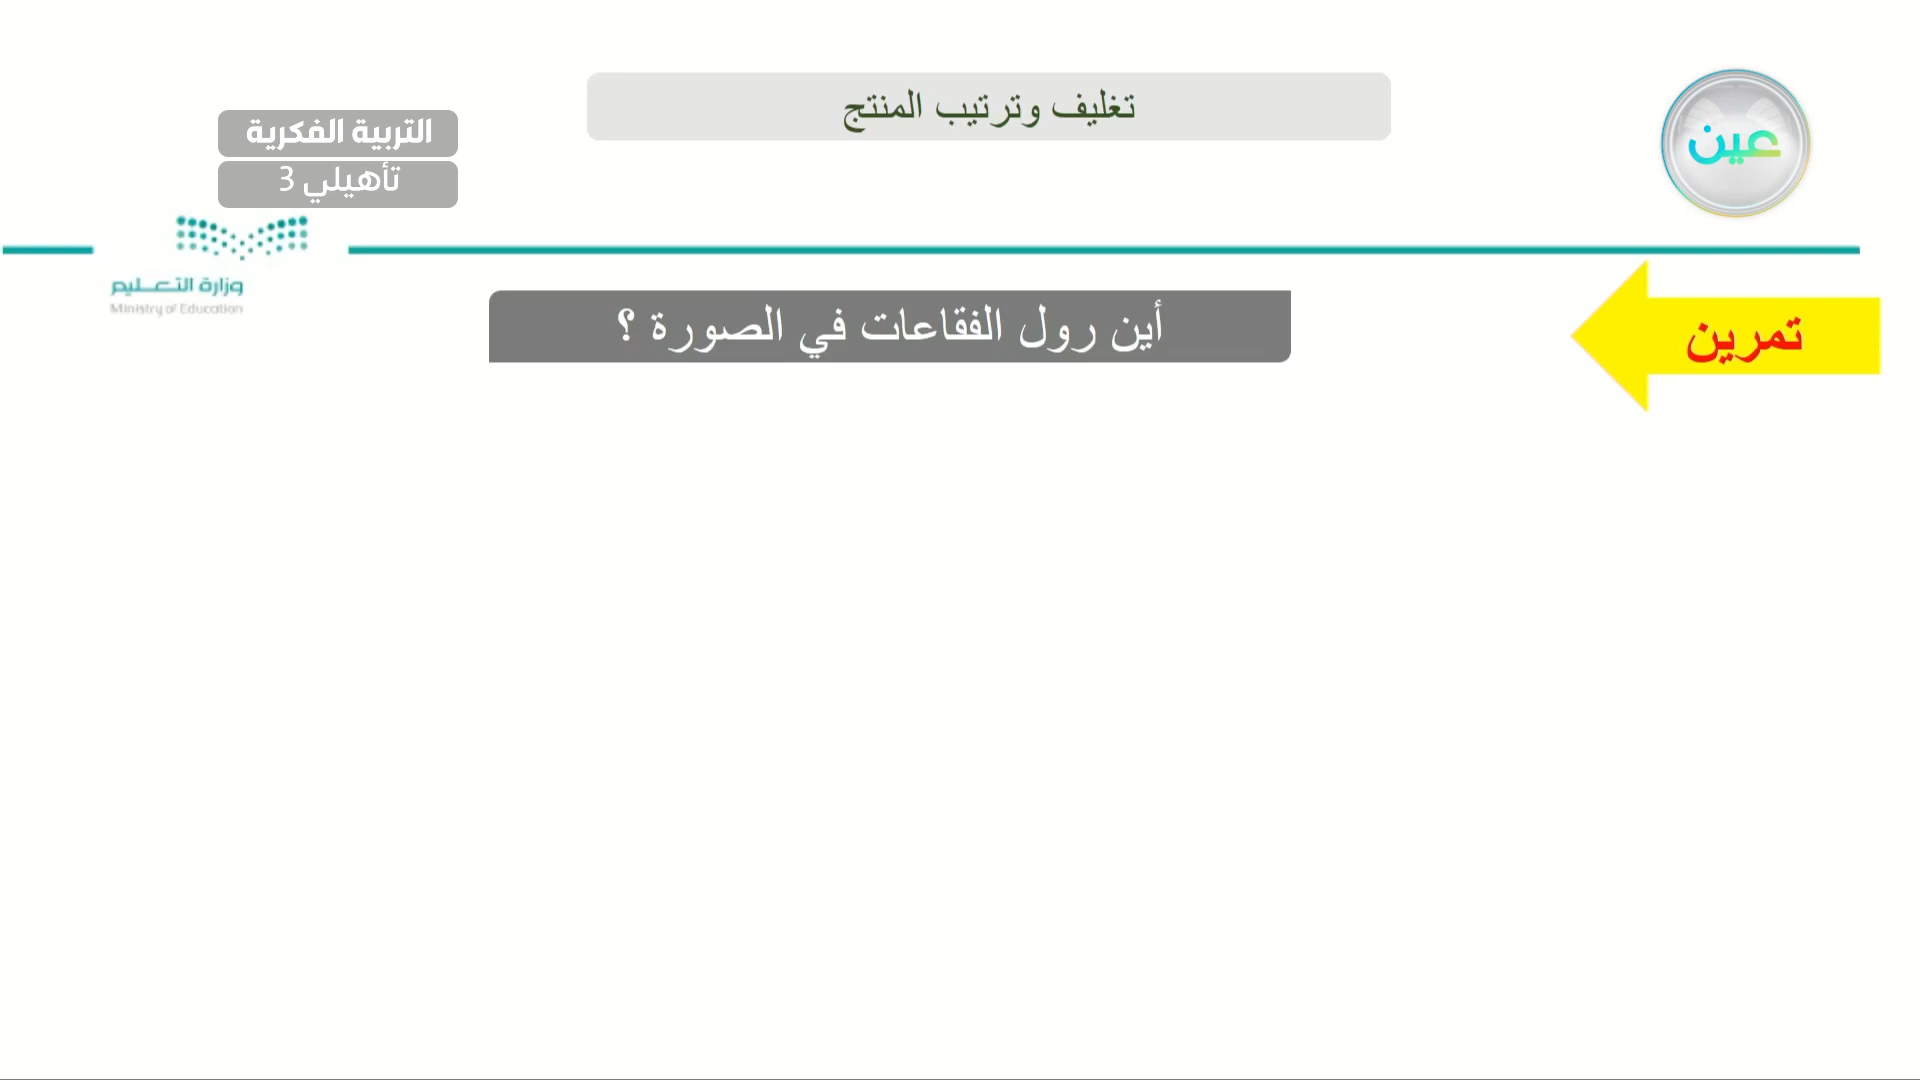 تغليف وترتيب المنتج
عين
التربية الفكرية
تأهيلي 3
وزارة التعليم
Ministry of Education
أين رول الفقاعات في الصورة ؟
تمرين